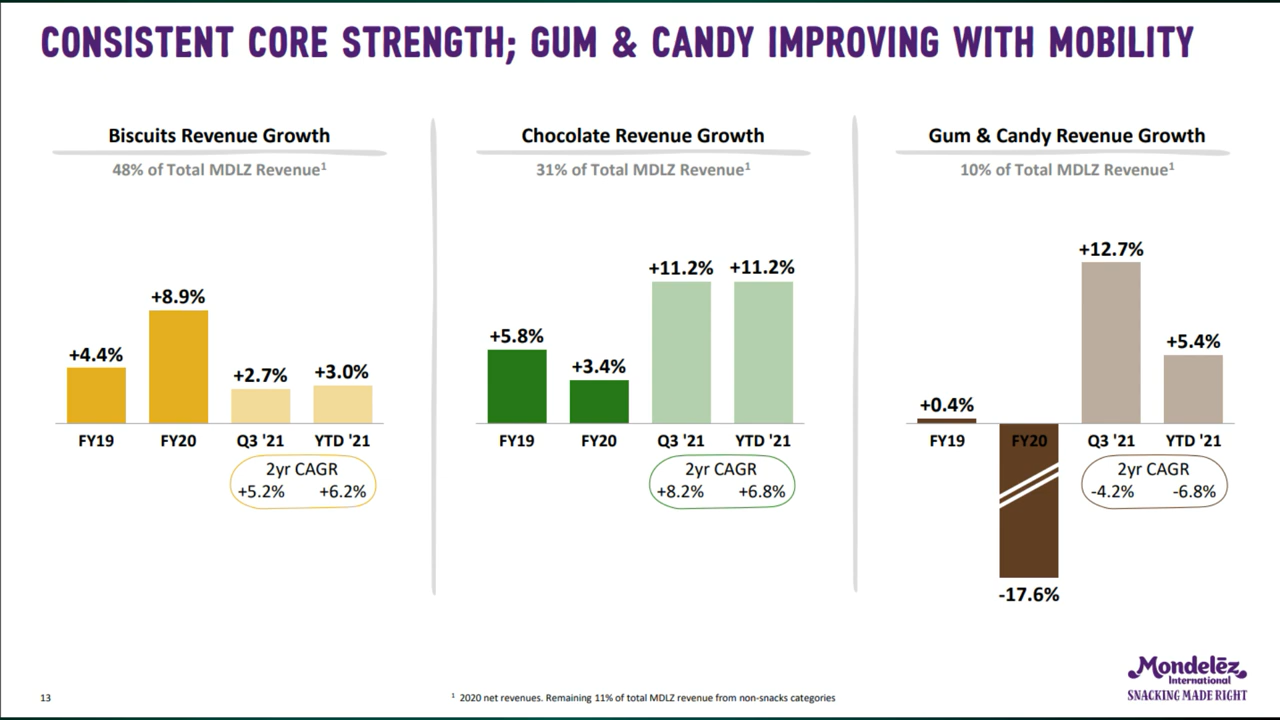 CONSISTENT CORE STRENGTH; GUM & CANDY IMPROVING WITH MOBILITY
Biscuits Revenue Growth
48% of Total MDLZ Revenue¹
+4.4%
+8.9%
+2.7%
+3.0%
FY19 FY20 Q3 '21 YTD '21
2yr CAGR
+5.2% +6.2%
Chocolate Revenue Growth
31% of Total MDLZ Revenue¹
+5.8%
+3.4%
+11.2% +11.2%
FY19 FY20 Q3 '21 YTD '21
2yr CAGR
+8.2% +6.8%
Gum & Candy Revenue Growth
10% of Total MDLZ Revenue¹
+0.4%
+12.7%
+5.4%
FY19 FY20 Q3 '21 YTD '21
2yr CAGR
-4.2% -6.8%
-17.6%
13
¹ 2020 net revenues. Remaining 11% of total MDLZ revenue from non-snacks categories
Mondelēz
International
SNACKING MADE RIGHT